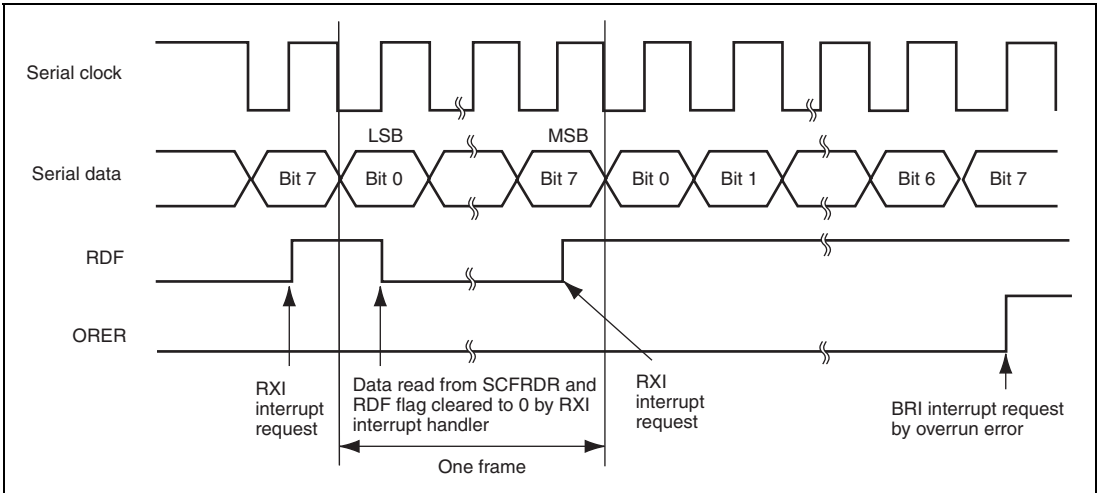 Serial clock
LSB
MSB
Serial data
Bit 7
Bit 0
Bit 7
Bit 0
Bit 1
Bit 6
Bit 7
RDF
ORER
RXI
interrupt
request
Data read from SCFRDR and
RDF flag cleared to 0 by RXI
interrupt handler
RXI
interrupt
request
BRI interrupt request
by overrun error
One frame